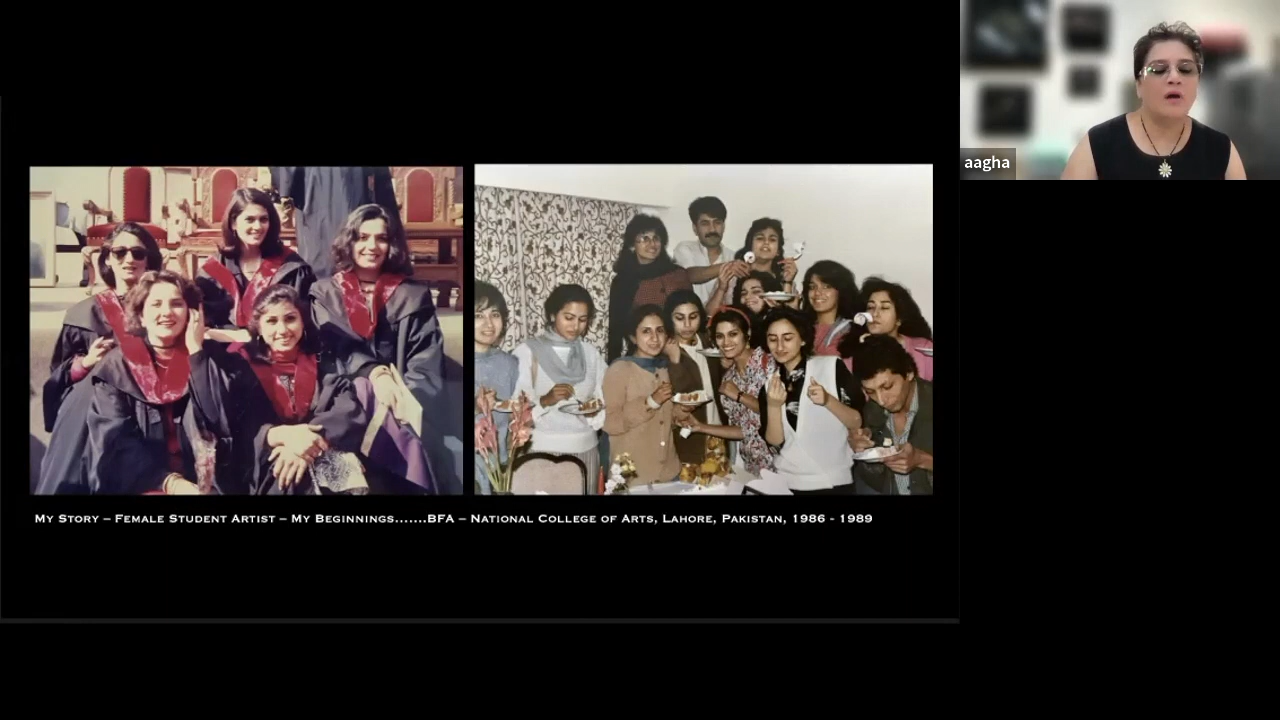 aagha
My Story – Female Student Artist – My Beginnings.......BFA – National College of Arts, Lahore, Pakistan, 1986 - 1989